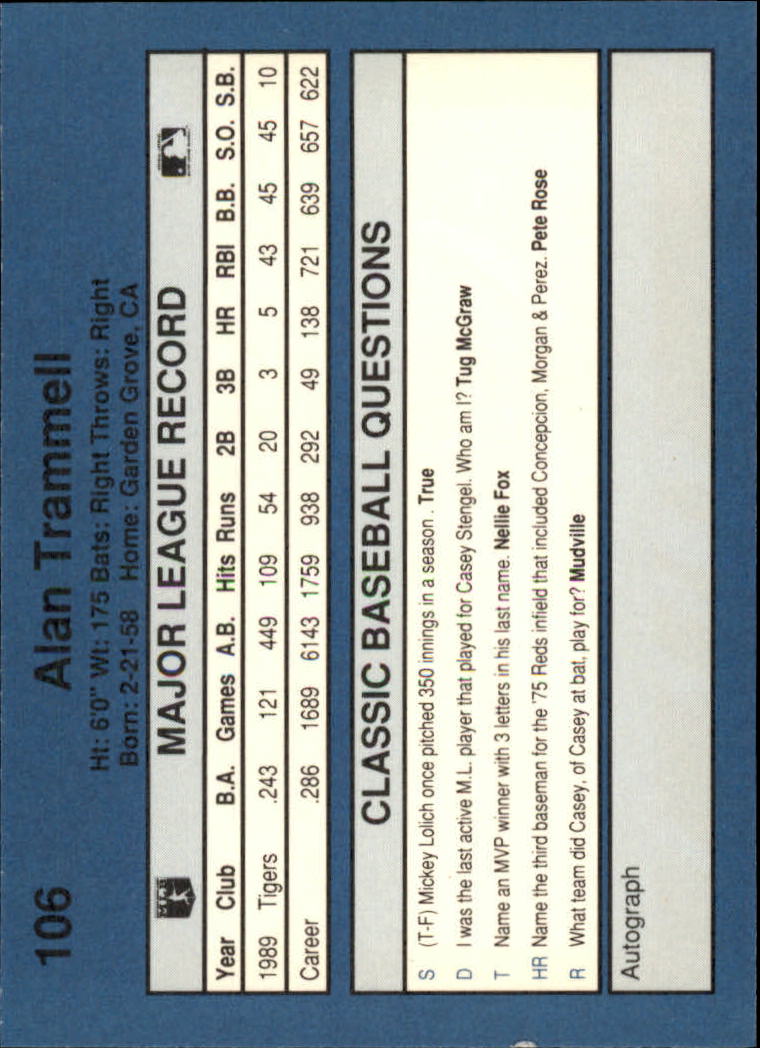 106 Alan Trammell
Ht: 6'0" Wt: 175 Bats: Right Throws: Right
Born: 2-21-58 Home: Garden Grove, CA
MLB MAJOR LEAGUE RECORD
Year Club B.A. Games A.B. Hits Runs 2B 3B HR RBI B.B. S.O. S.B.
1989 Tigers .243 121 449 109 54 20 3 5 43 45 45 10
Career .286 1689 6143 1759 938 292 49 138 721 639 657 622
CLASSIC BASEBALL QUESTIONS
S (T-F) Mickey Lolich once pitched 350 innings in a season . True
D I was the last active M.L. player that played for Casey Stengel. Who am I? Tug McGraw
T Name an MVP winner with 3 letters in his last name. Nellie Fox
HR Name the third baseman for the '75 Reds infield that included Concepcion, Morgan & Perez. Pete Rose
R What team did Casey, of Casey at bat, play for? Mudville
Autograph